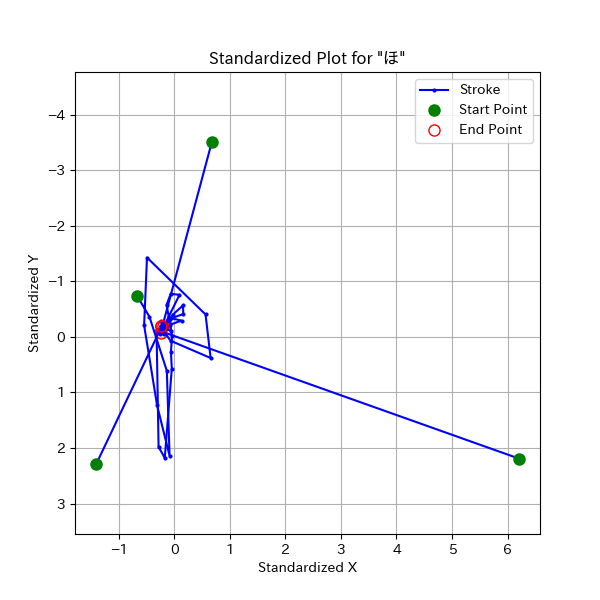 Standardized Plot for "ほ"
Stroke
Start Point
End Point
Standardized Y
−4
−3
−2
−1
0
1
2
3
−1 0 1 2 3 4 5 6
Standardized X